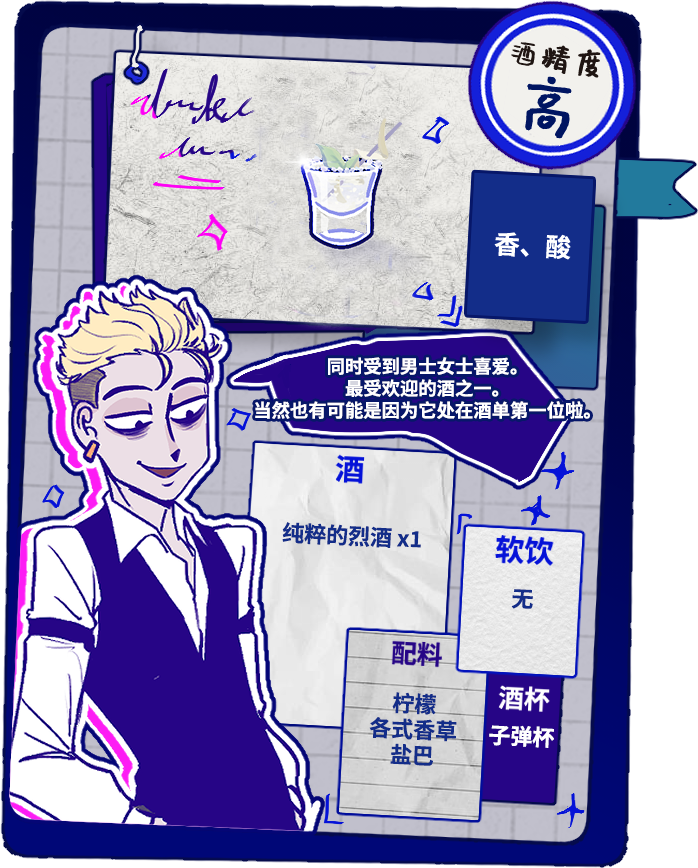 酒精度
高
香、酸
同时受到男士女士喜爱。
最受欢迎的酒之一。
当然也有可能是因为它处在酒单第一位啦。
酒
纯粹的烈酒 x1
软饮
无
配料
柠檬
各式香草
盐巴
酒杯
子弹杯